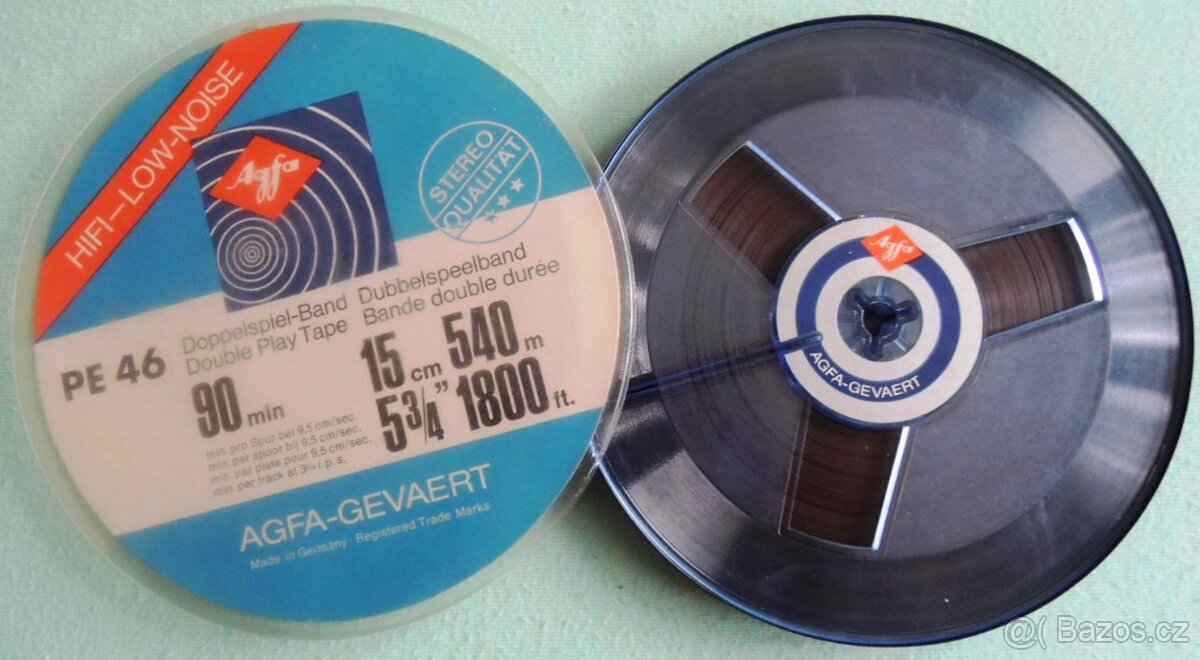 HIFI–LOW-NOISE
Agfa
STEREO
QUALITÄT
PE 46
Doppelspiel-Band Dubbelspeelband
Double Play Tape Bande double durée
90 min
15 cm 540 m
5¾" 1800 ft.
min. pro Spur bei 9,5 cm/sec.
min. per spoor bij 9,5 cm/sec.
min. par piste pour 9,5 cm/sec.
min. per track at 3¾ i.p.s.
AGFA-GEVAERT
Made in Germany · Registered Trade Marks
Agfa
AGFA-GEVAERT
@( Bazos.cz